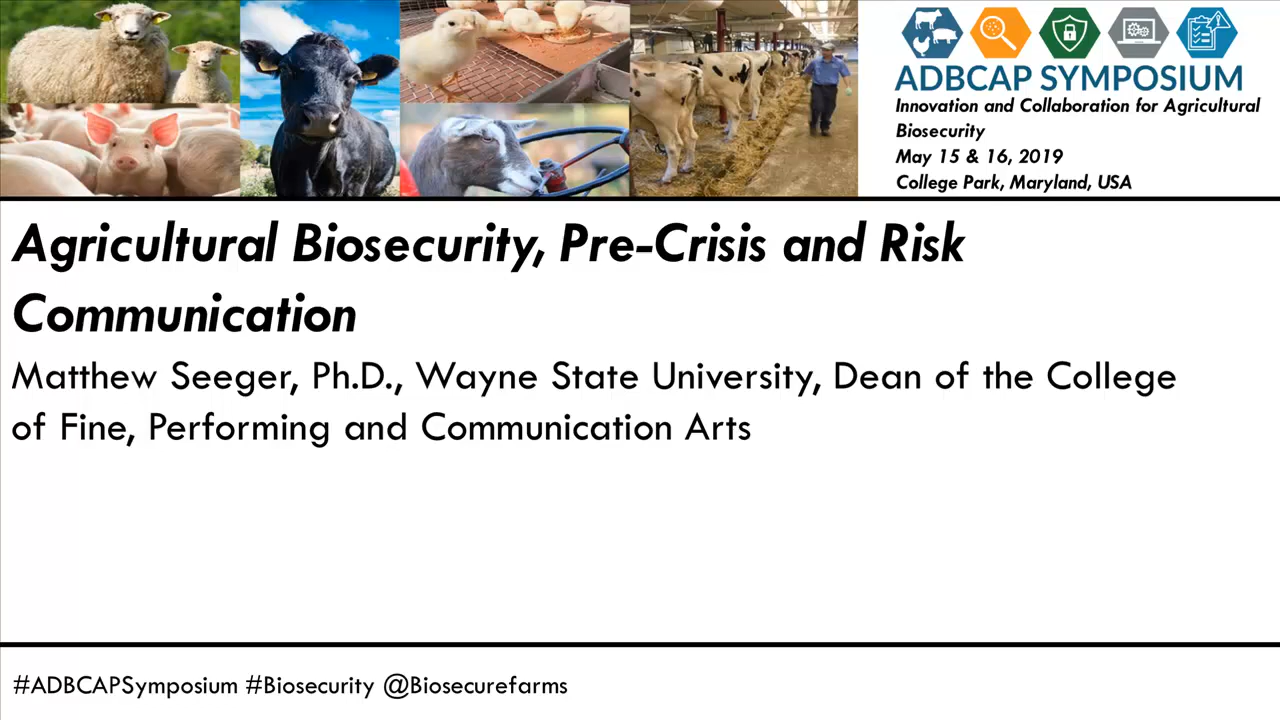 ADBCAP SYMPOSIUM
Innovation and Collaboration for Agricultural
Biosecurity
May 15 & 16, 2019
College Park, Maryland, USA
Agricultural Biosecurity, Pre-Crisis and Risk
Communication
Matthew Seeger, Ph.D., Wayne State University, Dean of the College
of Fine, Performing and Communication Arts
#ADBCAPSymposium #Biosecurity @Biosecurefarms